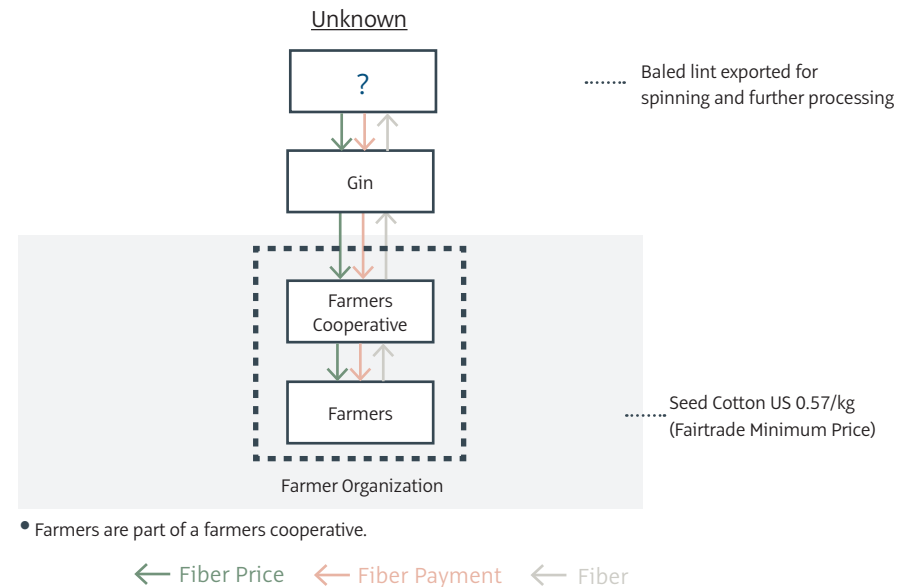 Unknown
?
Baled lint exported for
spinning and further processing
Gin
Farmers
Cooperative
Farmers
Seed Cotton US 0.57/kg
(Fairtrade Minimum Price)
Farmer Organization
• Farmers are part of a farmers cooperative.
Fiber Price
Fiber Payment
Fiber